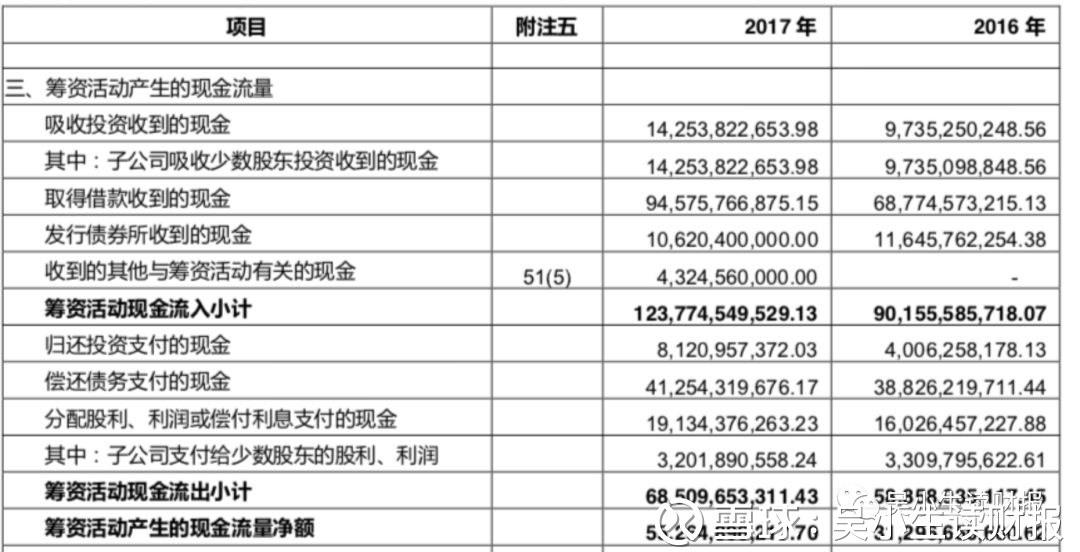 项目 附注五 2017 年 2016 年
三、筹资活动产生的现金流量
吸收投资收到的现金 14,253,822,653.98 9,735,250,248.56
其中：子公司吸收少数股东投资收到的现金 14,253,822,653.98 9,735,098,848.56
取得借款收到的现金 94,575,766,875.15 68,774,573,215.13
发行债券所收到的现金 10,620,400,000.00 11,645,762,254.38
收到的其他与筹资活动有关的现金 51(5) 4,324,560,000.00 -
筹资活动现金流入小计 123,774,549,529.13 90,155,585,718.07
归还投资支付的现金 8,120,957,372.03 4,006,258,178.13
偿还债务支付的现金 41,254,319,676.17 38,826,219,711.44
分配股利、利润或偿付利息支付的现金 19,134,376,263.23 16,026,457,227.88
其中：子公司支付给少数股东的股利、利润 3,201,890,558.24 3,309,795,622.61
筹资活动现金流出小计 68,509,653,311.43
筹资活动产生的现金流量净额
雪球：吴小生读财报